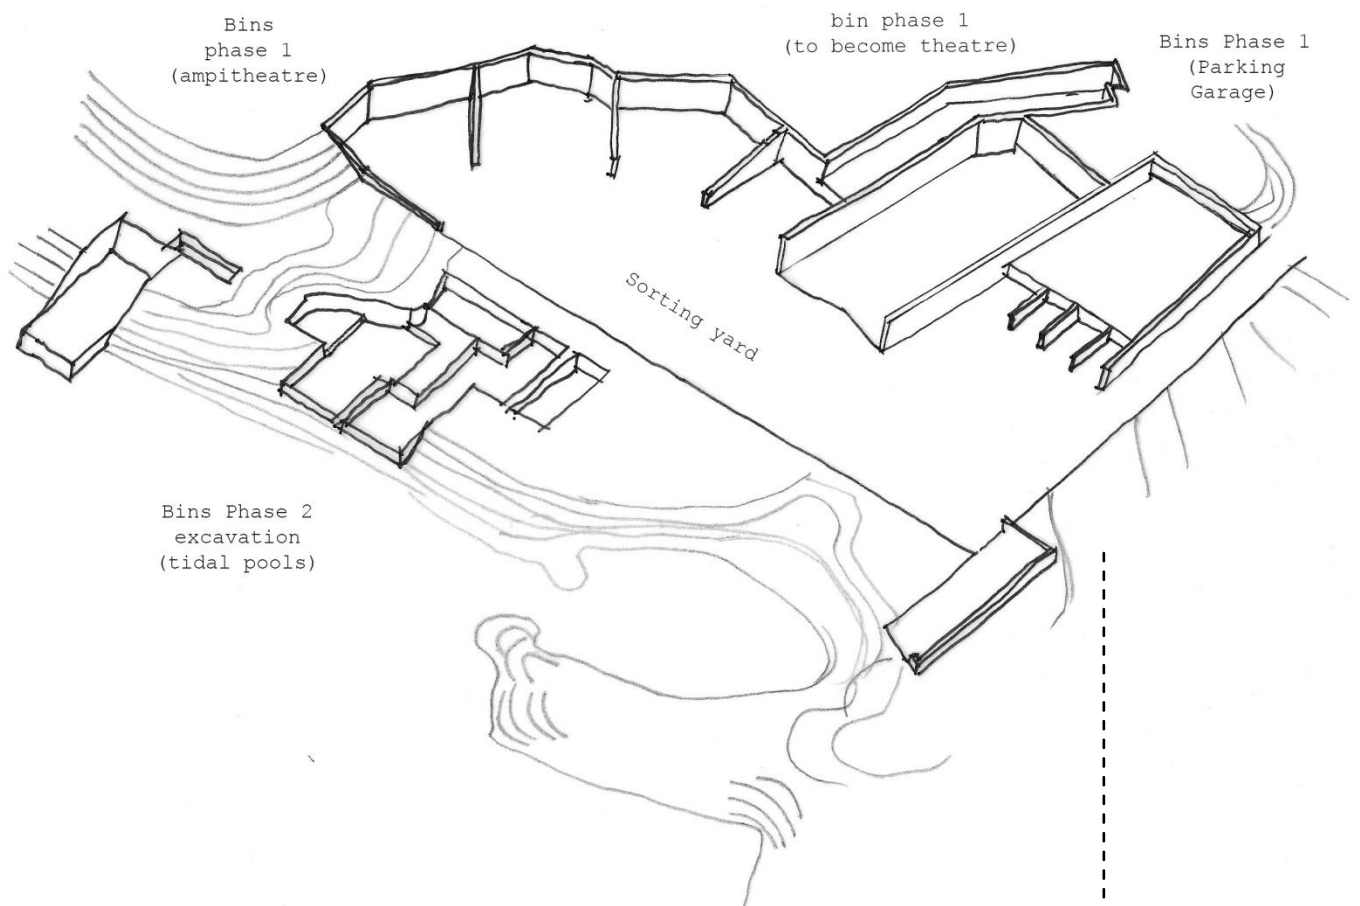 Bins
phase 1
(ampitheatre)
bin phase 1
(to become theatre)
Bins Phase 1
(Parking
Garage)
Sorting yard
Bins Phase 2
excavation
(tidal pools)